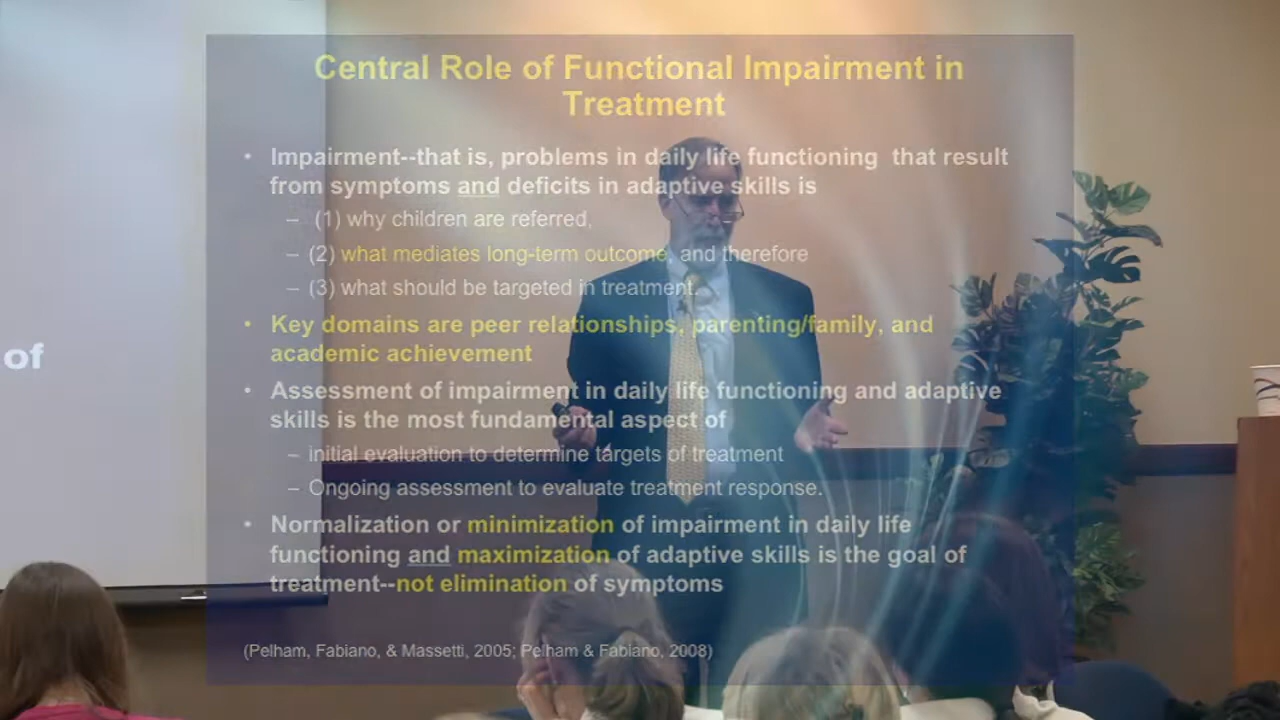 Central Role of Functional Impairment in
Treatment
• Impairment--that is, problems in daily life functioning that result
from symptoms and deficits in adaptive skills is
– (1) why children are referred,
– (2) what mediates long-term outcome, and therefore
– (3) what should be targeted in treatment.
• Key domains are peer relationships, parenting/family, and
academic achievement
of
• Assessment of impairment in daily life functioning and adaptive
skills is the most fundamental aspect of
– initial evaluation to determine targets of treatment
– Ongoing assessment to evaluate treatment response.
• Normalization or minimization of impairment in daily life
functioning and maximization of adaptive skills is the goal of
treatment--not elimination of symptoms
(Pelham, Fabiano, & Massetti, 2005; Pelham & Fabiano, 2008)